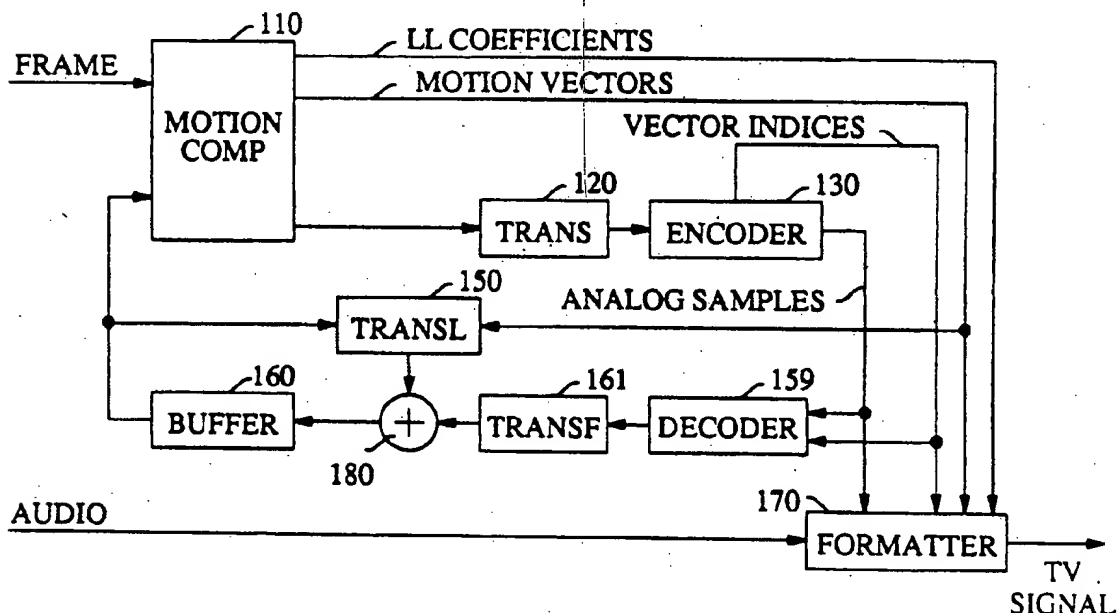 110
LL COEFFICIENTS
FRAME
MOTION VECTORS
MOTION
COMP
VECTOR INDICES
120
130
TRANS
ENCODER
150
ANALOG SAMPLES
TRANSL
160
161
159
BUFFER
+
TRANSF
DECODER
180
170
AUDIO
FORMATTER
TV
SIGNAL